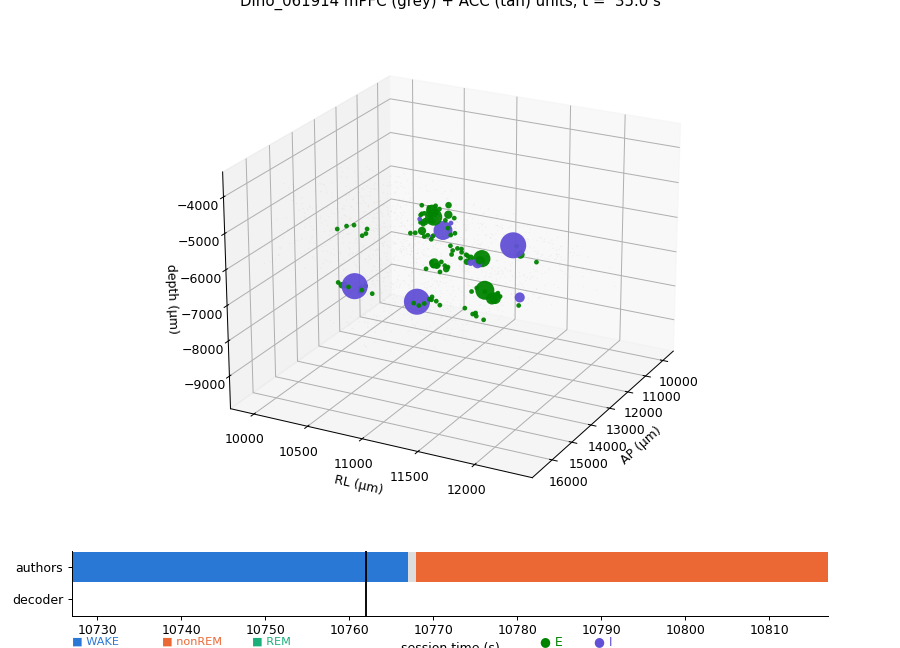 Dino_061914 mPFC (grey) + ACC (tan) units, t = 35.0 s
−4000
−5000
−6000
−7000
−8000
−9000
depth (μm)
10000
10500
11000
11500
12000
RL (μm)
10000
11000
12000
13000
14000
15000
16000
AP (μm)
authors
decoder
10730 10740 10750 10760 10770 10780 10790 10800 10810
session time (s)
WAKE nonREM REM E I